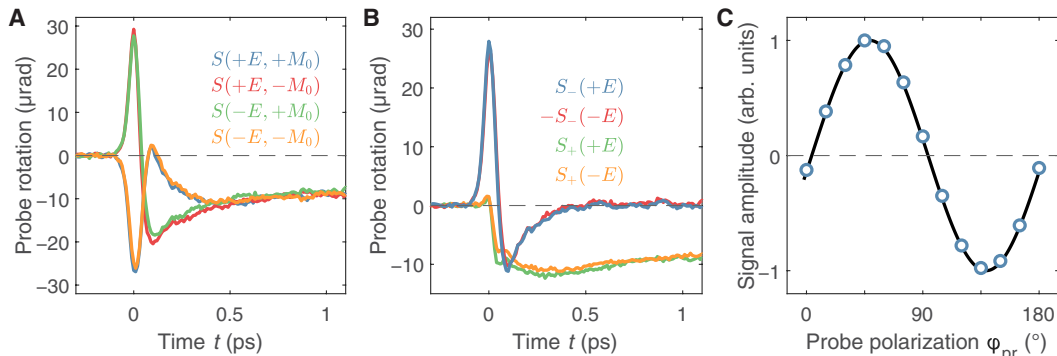 A
Probe rotation (μrad)
30
20
10
0
−10
−20
−30
S(+E, +M0)
S(+E, −M0)
S(−E, +M0)
S(−E, −M0)
0
0.5
1
Time t (ps)
B
Probe rotation (μrad)
30
20
10
0
−10
S−(+E)
−S−(−E)
S+(+E)
S+(−E)
0
0.5
1
Time t (ps)
C
Signal amplitude (arb. units)
1
0
−1
0
90
180
Probe polarization φpr (°)